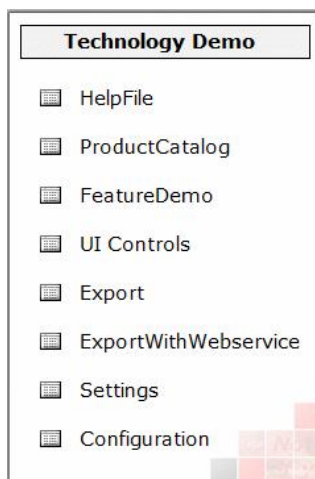 Technology Demo
HelpFile
ProductCatalog
FeatureDemo
UI Controls
Export
ExportWithWebservice
Settings
Configuration